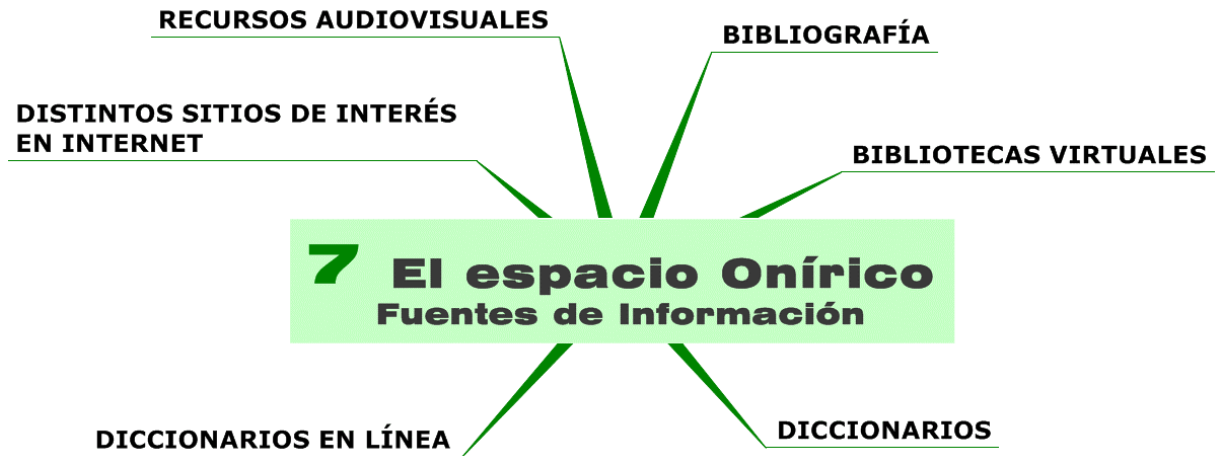 RECURSOS AUDIOVISUALES
BIBLIOGRAFÍA
DISTINTOS SITIOS DE INTERÉS
EN INTERNET
BIBLIOTECAS VIRTUALES
7 El espacio Onírico
Fuentes de Información
DICCIONARIOS EN LÍNEA
DICCIONARIOS